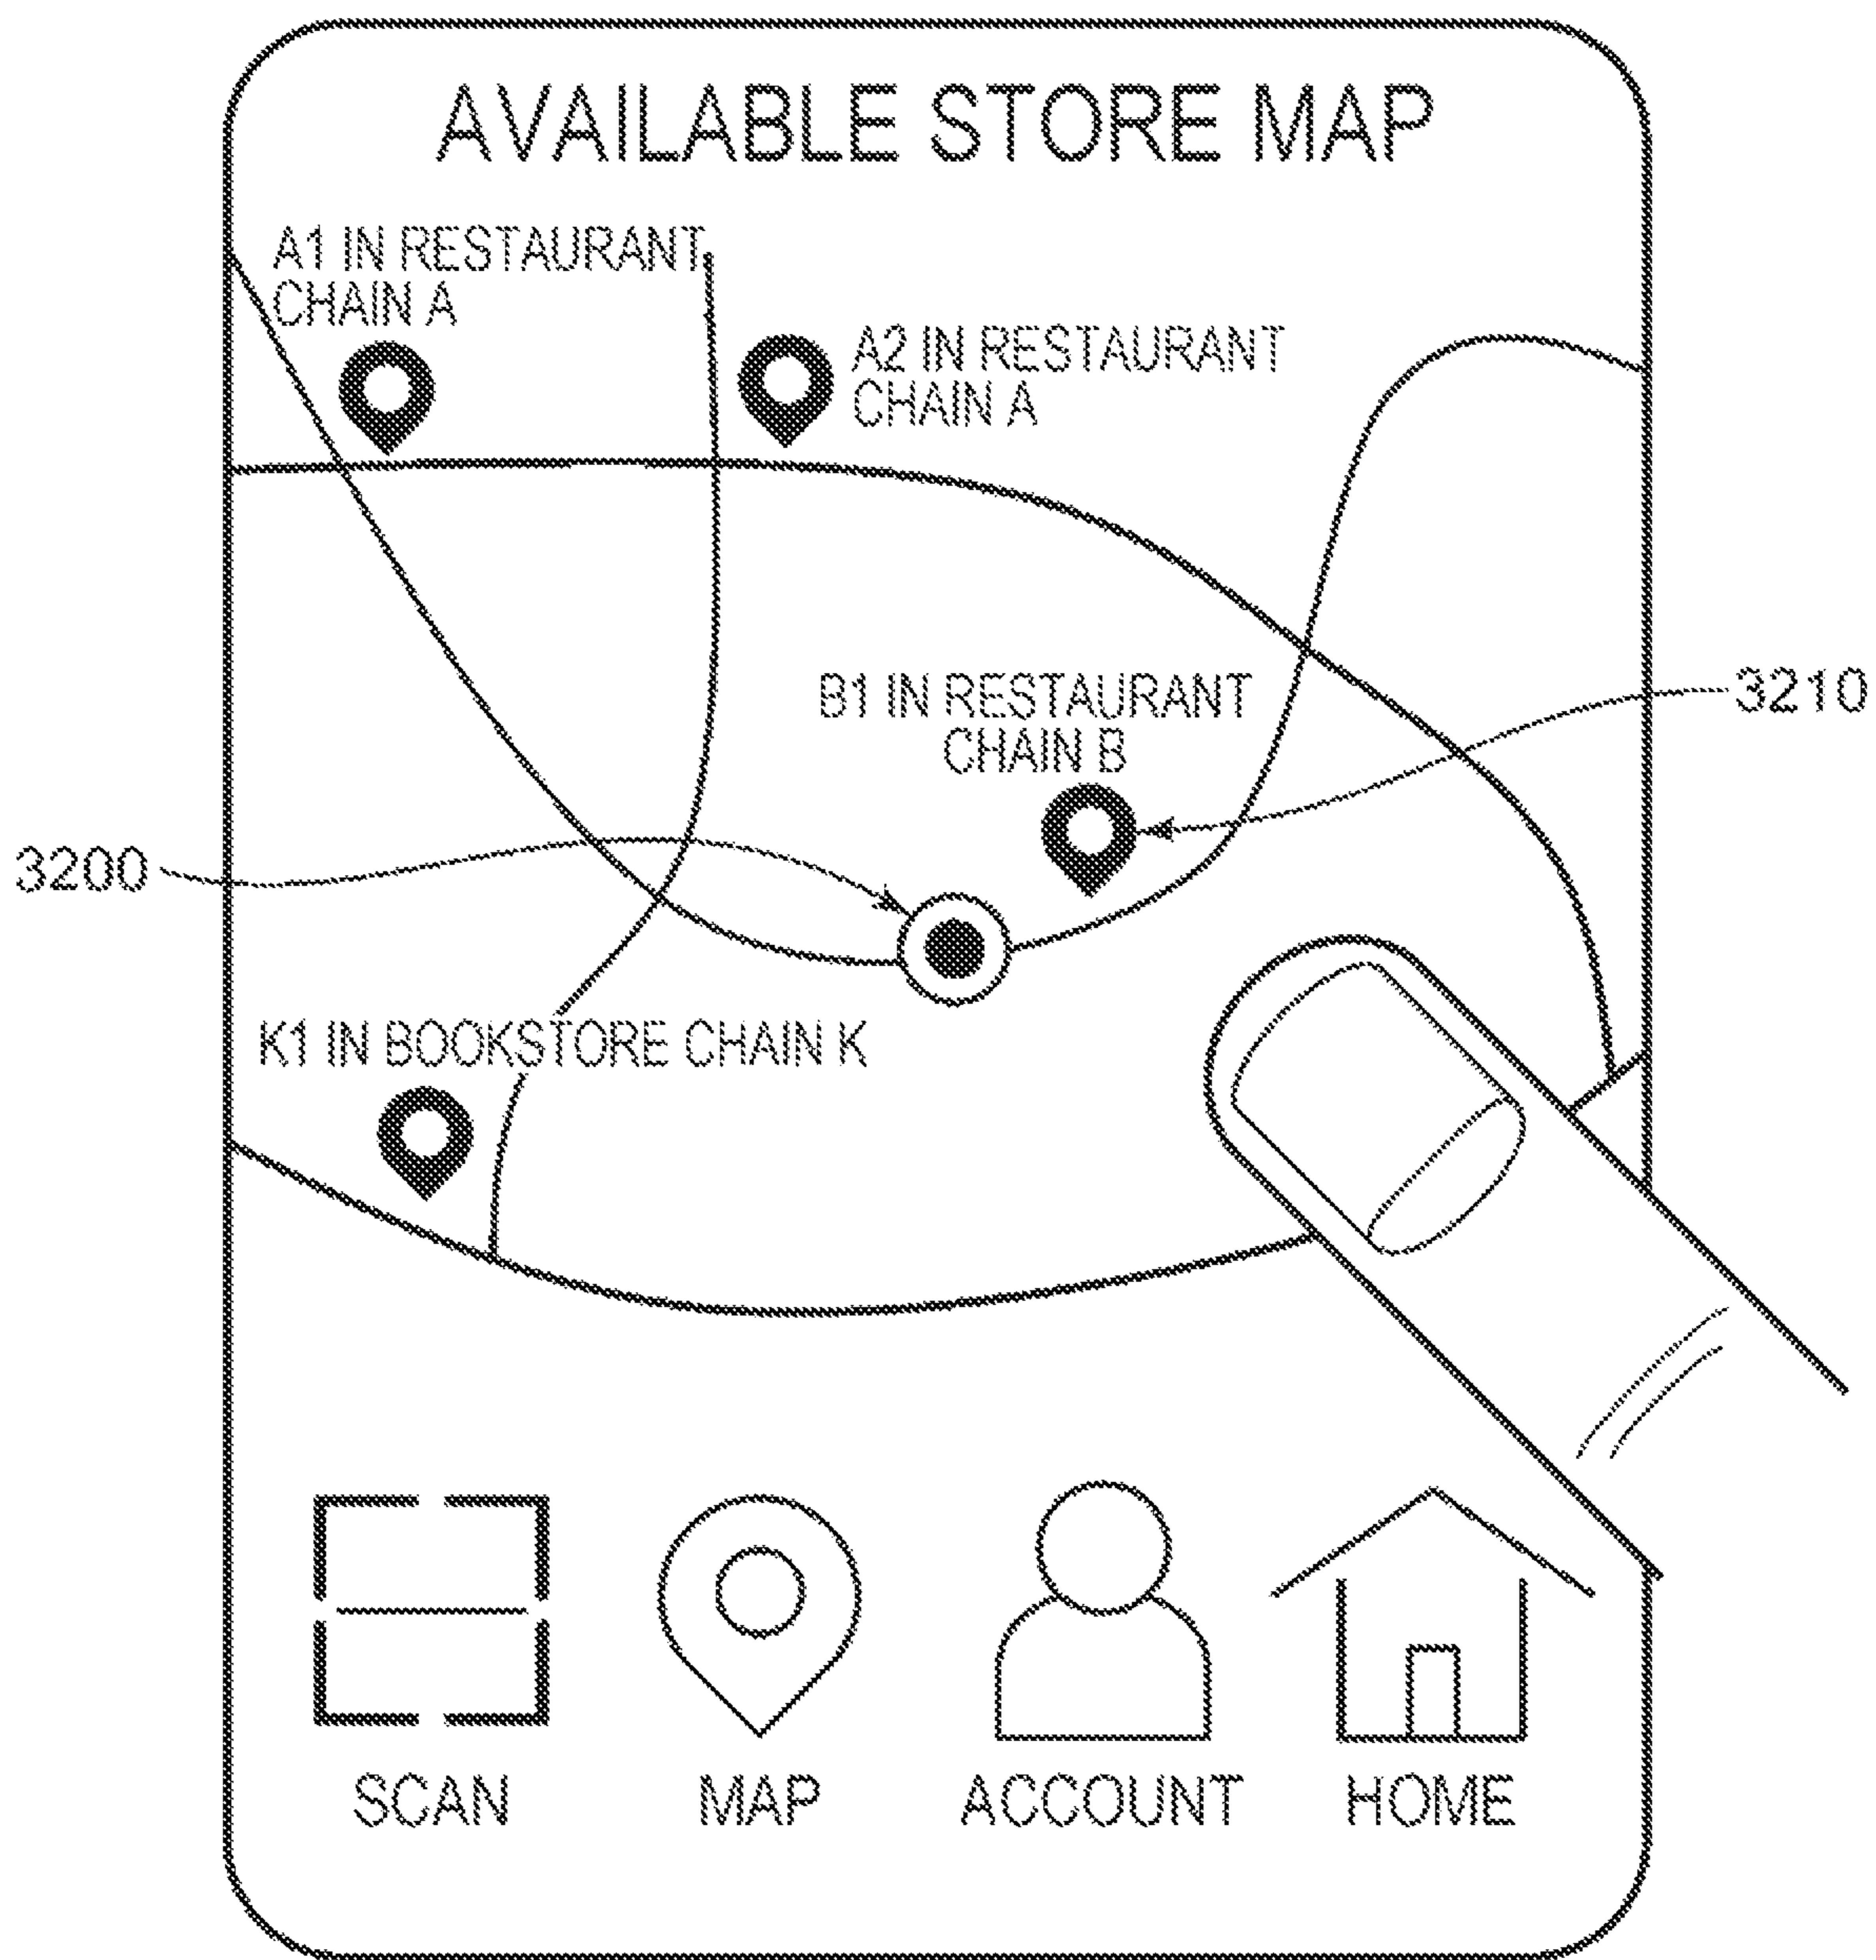 AVAILABLE STORE MAP
A1 IN RESTAURANT
CHAIN A
A2 IN RESTAURANT
CHAIN A
B1 IN RESTAURANT
CHAIN B
3210
3200
K1 IN BOOKSTORE CHAIN K
SCAN
MAP
ACCOUNT
HOME